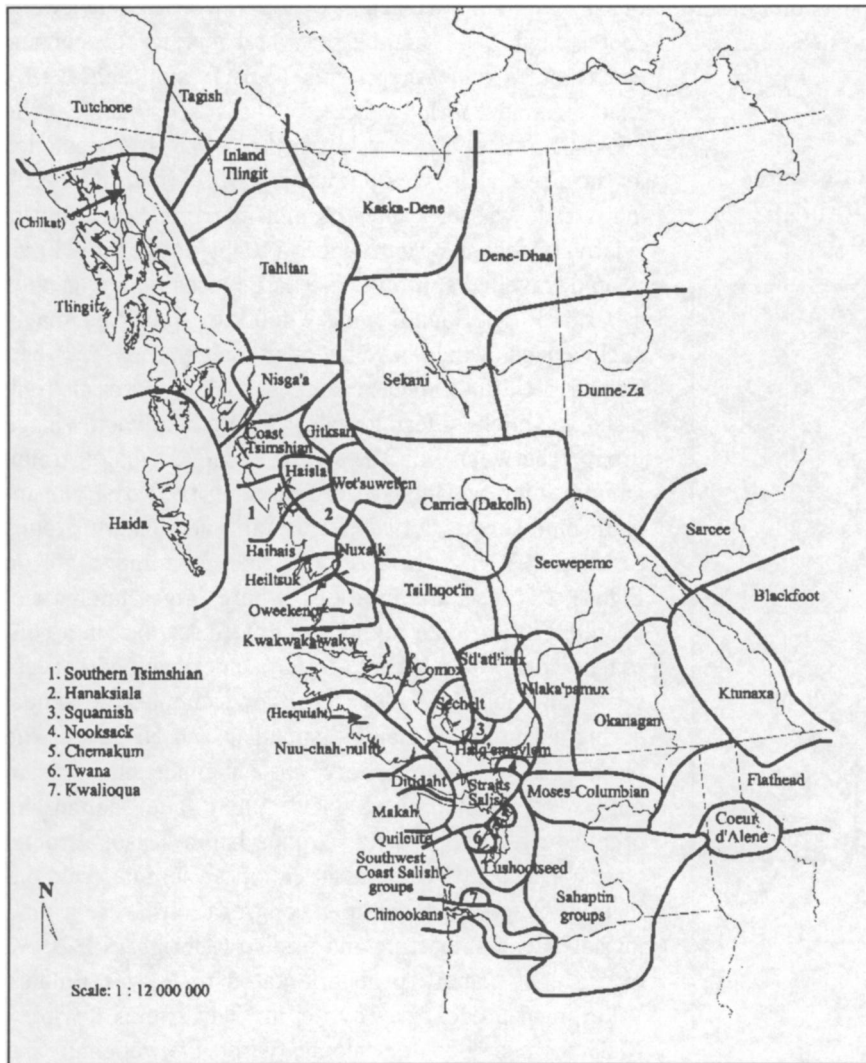 Tutchone
Tagish
Inland
Tlingit
Kaska-Dene
(Chilkat)
Dene-Dhaa
Tahltan
Tlingit
Nisga'a
Sekani
Dunne-Za
Coast
Tsimshian
Gitksan
Haisla
Wet'suwet'en
1
2
Carrier (Dakelh)
Sarcee
Haida
Haihais
Nuxalk
Secwepemc
Heiltsuk
Tsilhqot'in
Blackfoot
Oweekeno
Kwakwaka'wakw
Comox
Stl'atl'imx
Nlaka'pamux
Ktunaxa
1. Southern Tsimshian
2. Hanaksiala
3. Squamish
4. Nooksack
5. Chemakum
6. Twana
7. Kwalioqua
Sechelt
Okanagan
(Hesquiaht)
3
Nuu-chah-nulth
4
Ditidaht
Straits
Salish
Moses-Columbian
Flathead
Makah
5
Coeur
d'Alene
Quileute
6
Southwest
Coast Salish
groups
Lushootseed
7
Sahaptin
groups
Chinookans
N
Scale: 1 : 12 000 000